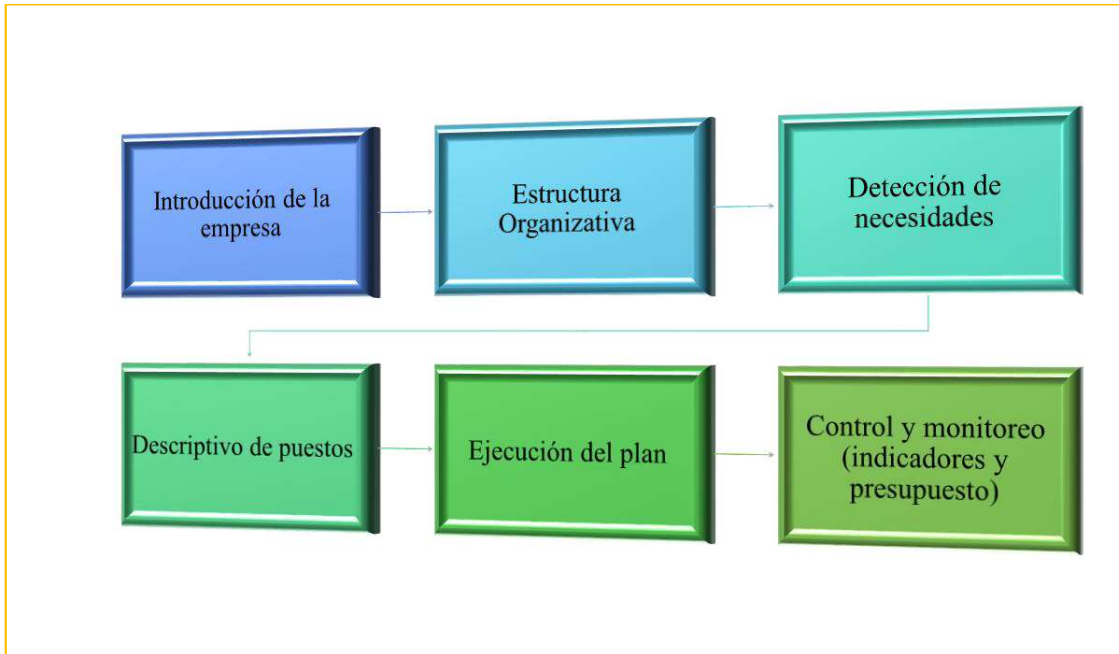 Introducción de la
empresa
Estructura
Organizativa
Detección de
necesidades
Descriptivo de puestos
Ejecución del plan
Control y monitoreo
(indicadores y
presupuesto)